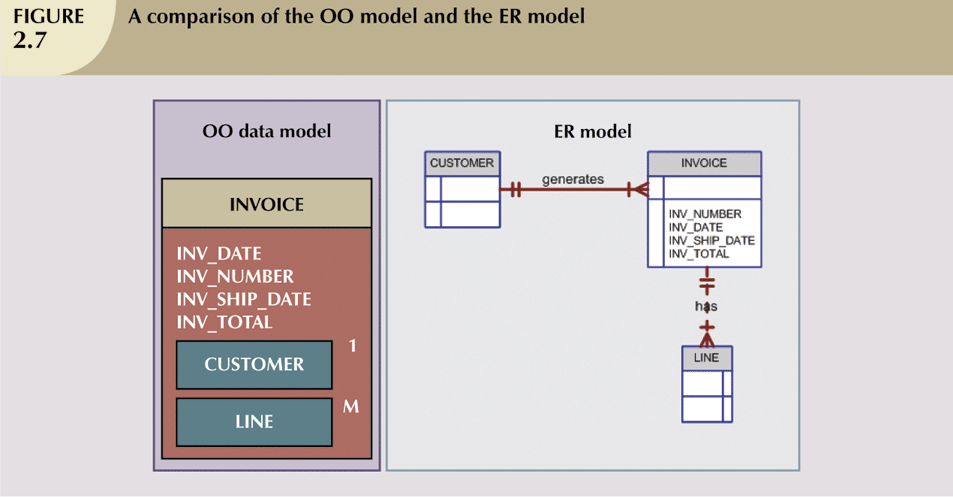 FIGURE
2.7
A comparison of the OO model and the ER model
OO data model
INVOICE
INV_DATE
INV_NUMBER
INV_SHIP_DATE
INV_TOTAL
CUSTOMER
1
LINE
M
ER model
CUSTOMER
generates
INVOICE
INV_NUMBER
INV_DATE
INV_SHIP_DATE
INV_TOTAL
has
LINE